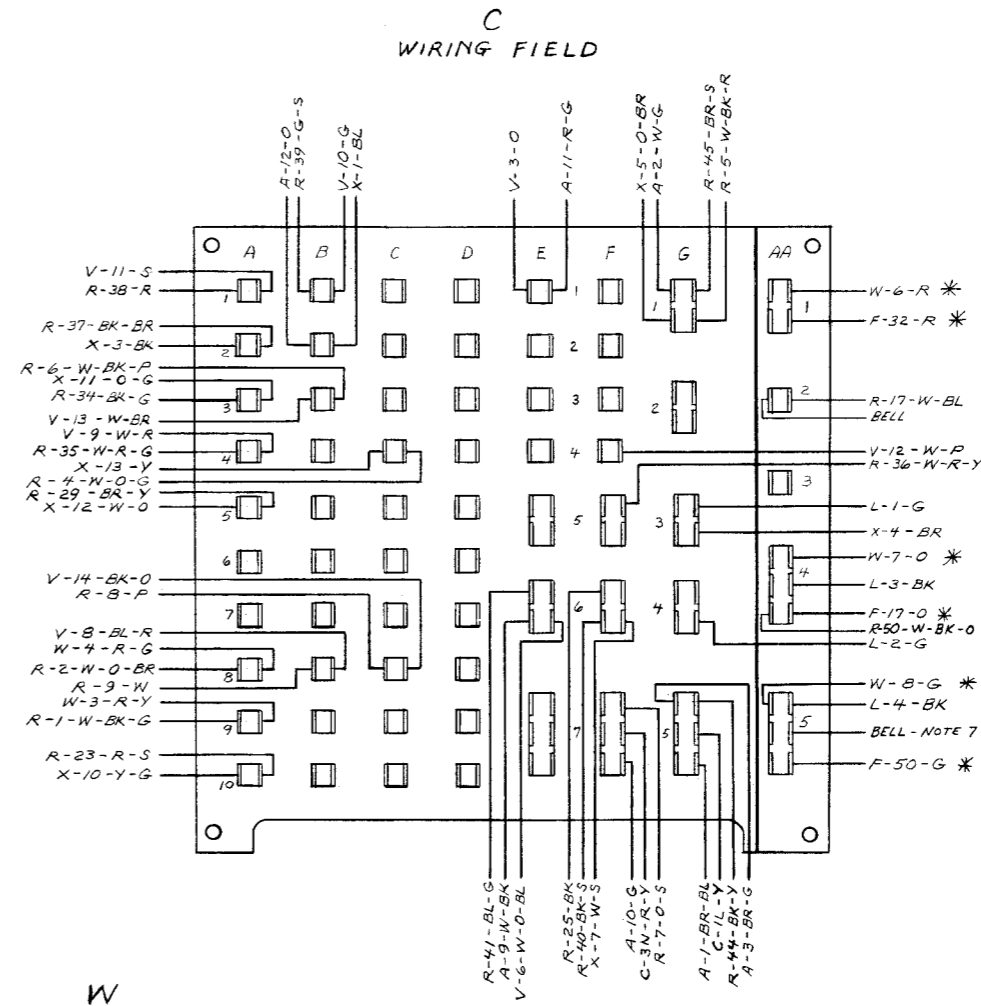 C
WIRING FIELD
A-12-O
R-39-G-S
V-10-G
X-1-BL
V-3-O
A-11-R-G
X-5-O-BR
A-2-W-G
R-45-BR-S
R-5-W-BK-R
A B C D E F G AA
V-11-S
R-38-R
R-37-BK-BR
X-3-BK
R-6-W-BK-P
X-11-O-G
R-34-BK-G
V-13-W-BR
V-9-W-R
R-35-W-R-G
X-13-Y
R-4-W-O-G
R-29-BR-Y
X-12-W-O
V-14-BK-O
R-8-P
V-8-BL-R
W-4-R-G
R-2-W-O-BR
R-9-W
W-3-R-Y
R-1-W-BK-G
R-23-R-S
X-10-Y-G
1
2
3
4
5
6
7
8
9
10
1
2
3
4
5
6
7
1
2
3
4
5
1
2
3
4
5
W-6-R *
F-32-R *
R-17-W-BL
BELL
V-12-W-P
R-36-W-R-Y
L-1-G
X-4-BR
W-7-O *
L-3-BK
F-17-O *
R-50-W-BK-O
L-2-G
W-8-G *
L-4-BK
BELL-NOTE 7
F-50-G *
R-41-BL-G
A-9-W-BK
V-6-W-O-BL
R-25-BK
R-40-BK-S
X-7-W-S
A-10-G
C-3N-R-Y
R-7-O-S
A-1-BR-BL
C-1L-Y
R-44-BK-Y
A-3-BR-G
W